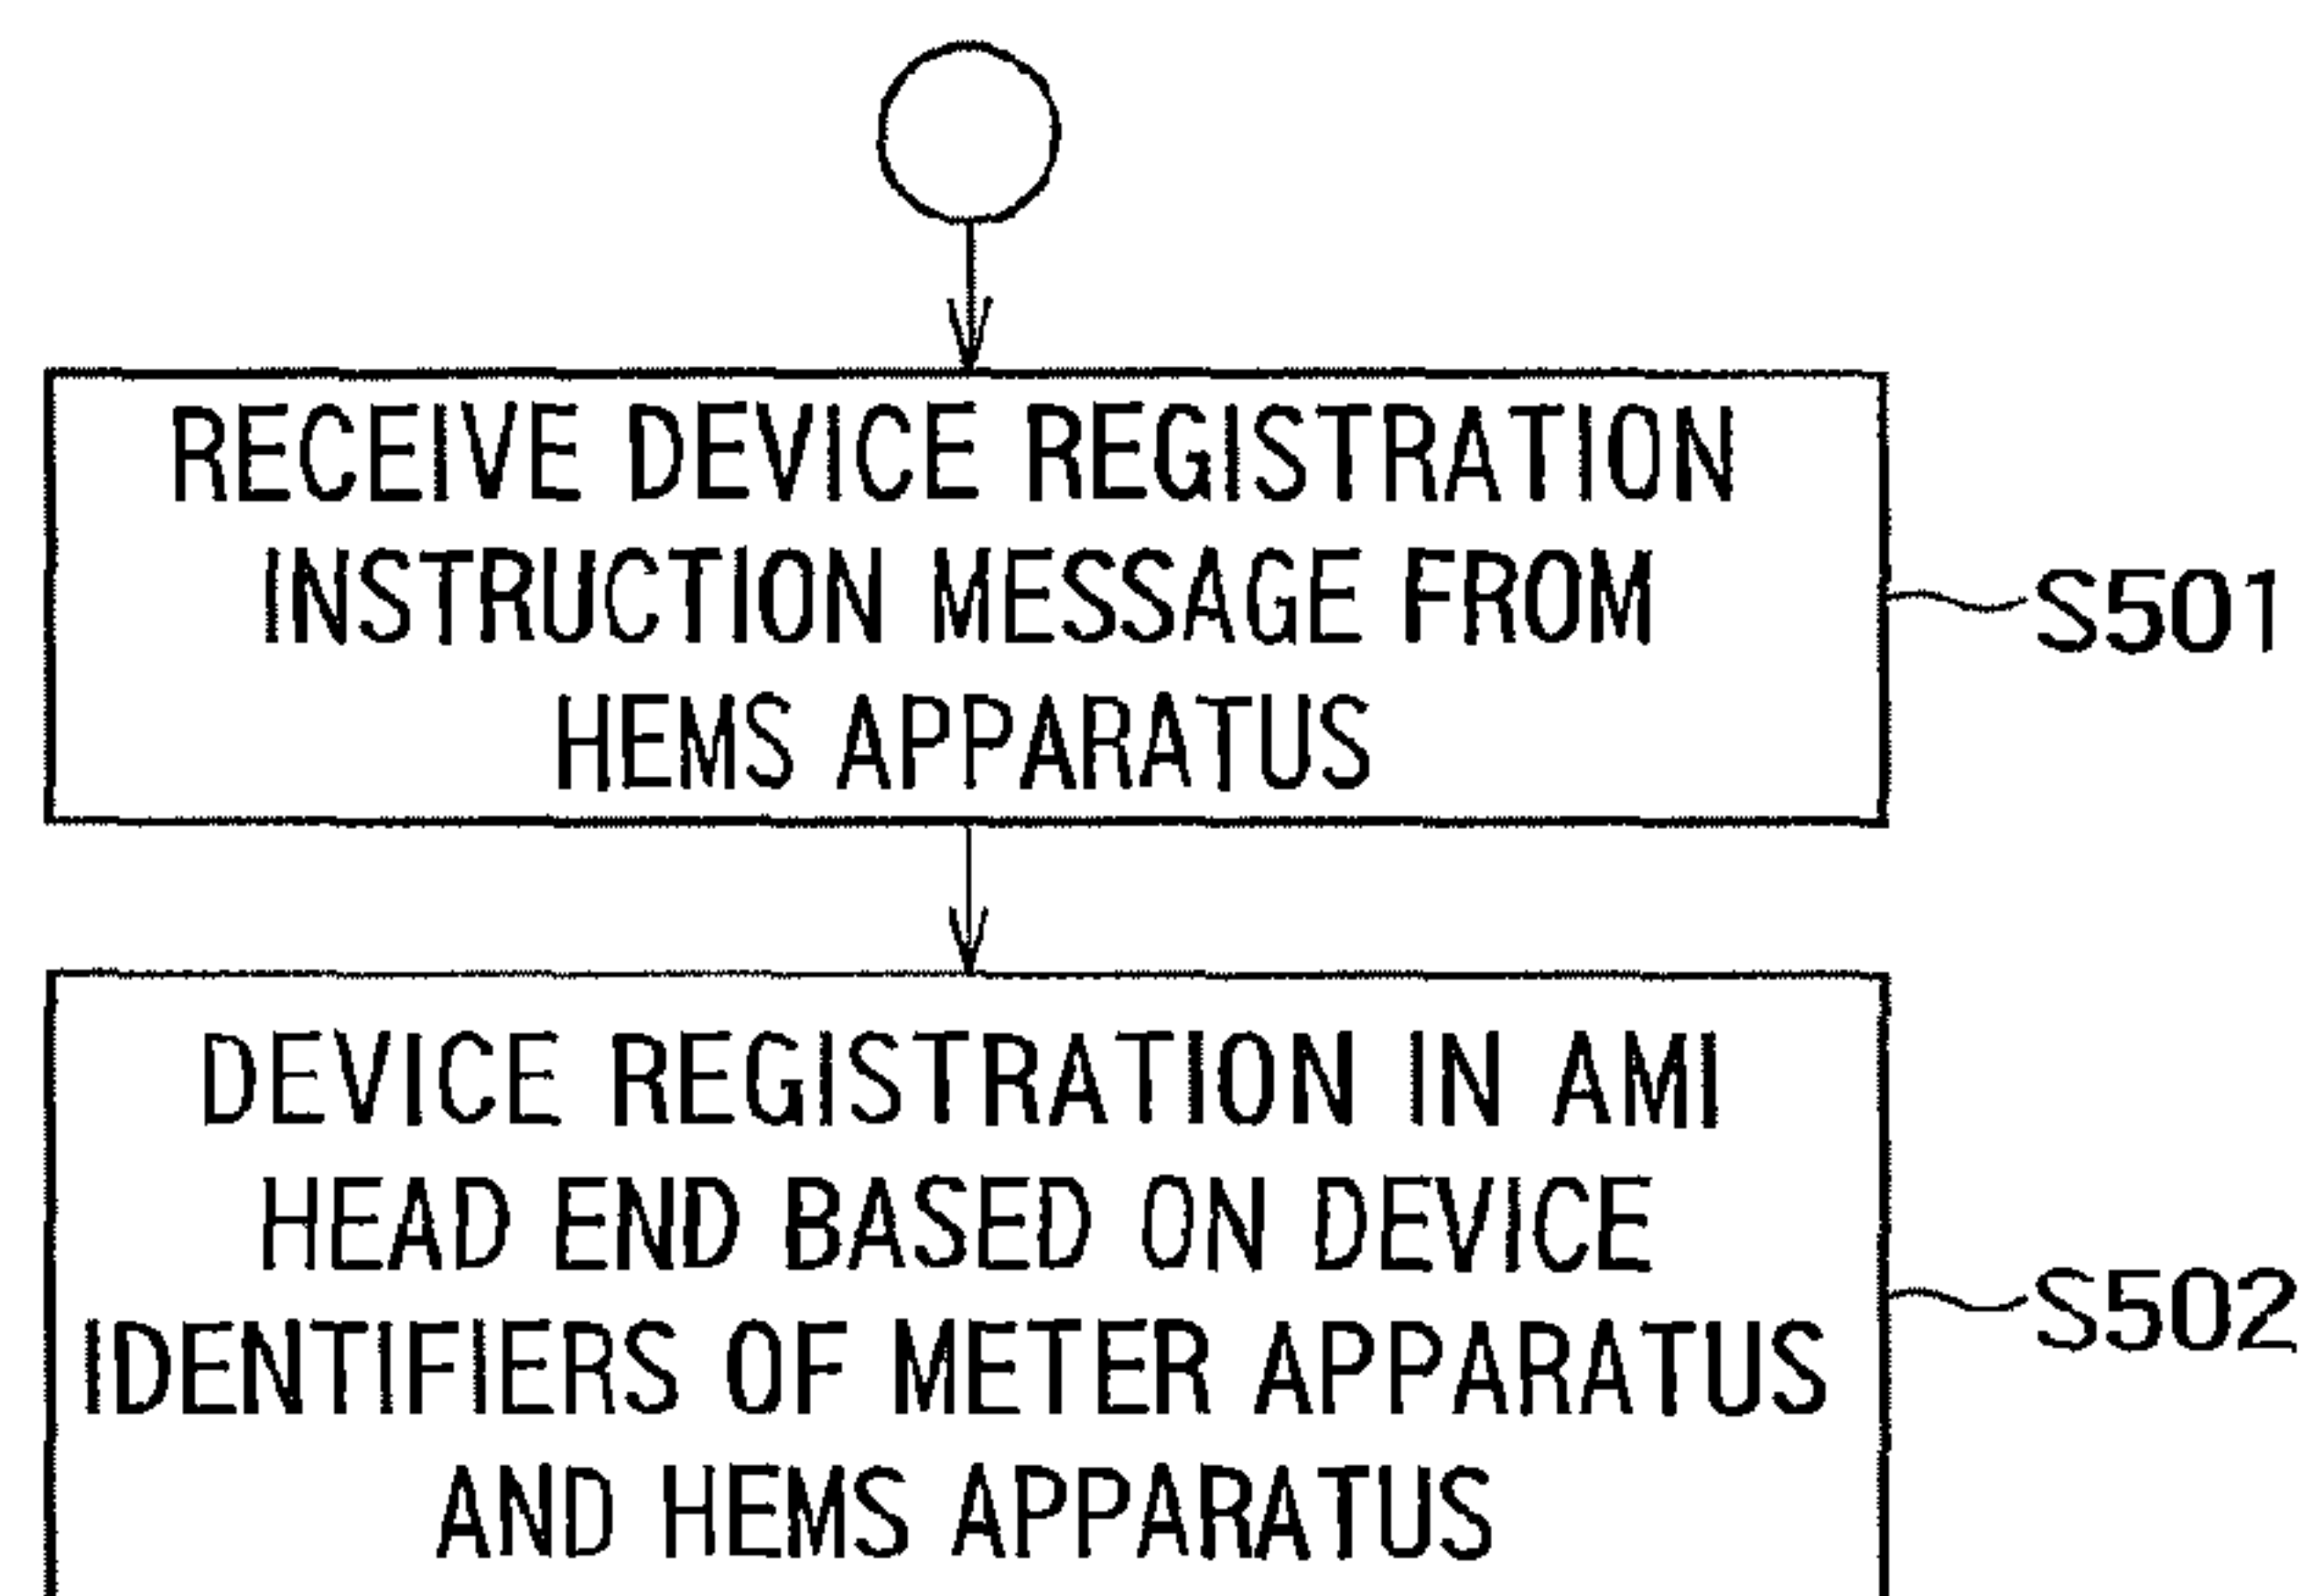 RECEIVE DEVICE REGISTRATION
INSTRUCTION MESSAGE FROM
HEMS APPARATUS
S501
DEVICE REGISTRATION IN AMI
HEAD END BASED ON DEVICE
IDENTIFIERS OF METER APPARATUS
AND HEMS APPARATUS
S502